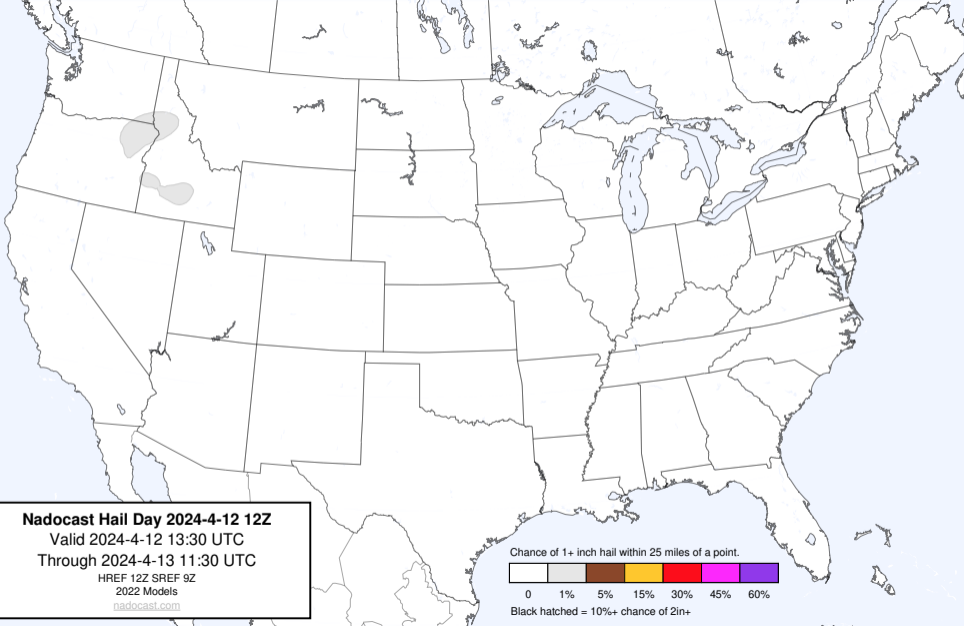 Nadocast Hail Day 2024-4-12 12Z
Valid 2024-4-12 13:30 UTC
Through 2024-4-13 11:30 UTC
HREF 12Z SREF 9Z
2022 Models
nadocast.com
Chance of 1+ inch hail within 25 miles of a point.
0 1% 5% 15% 30% 45% 60%
Black hatched = 10%+ chance of 2in+